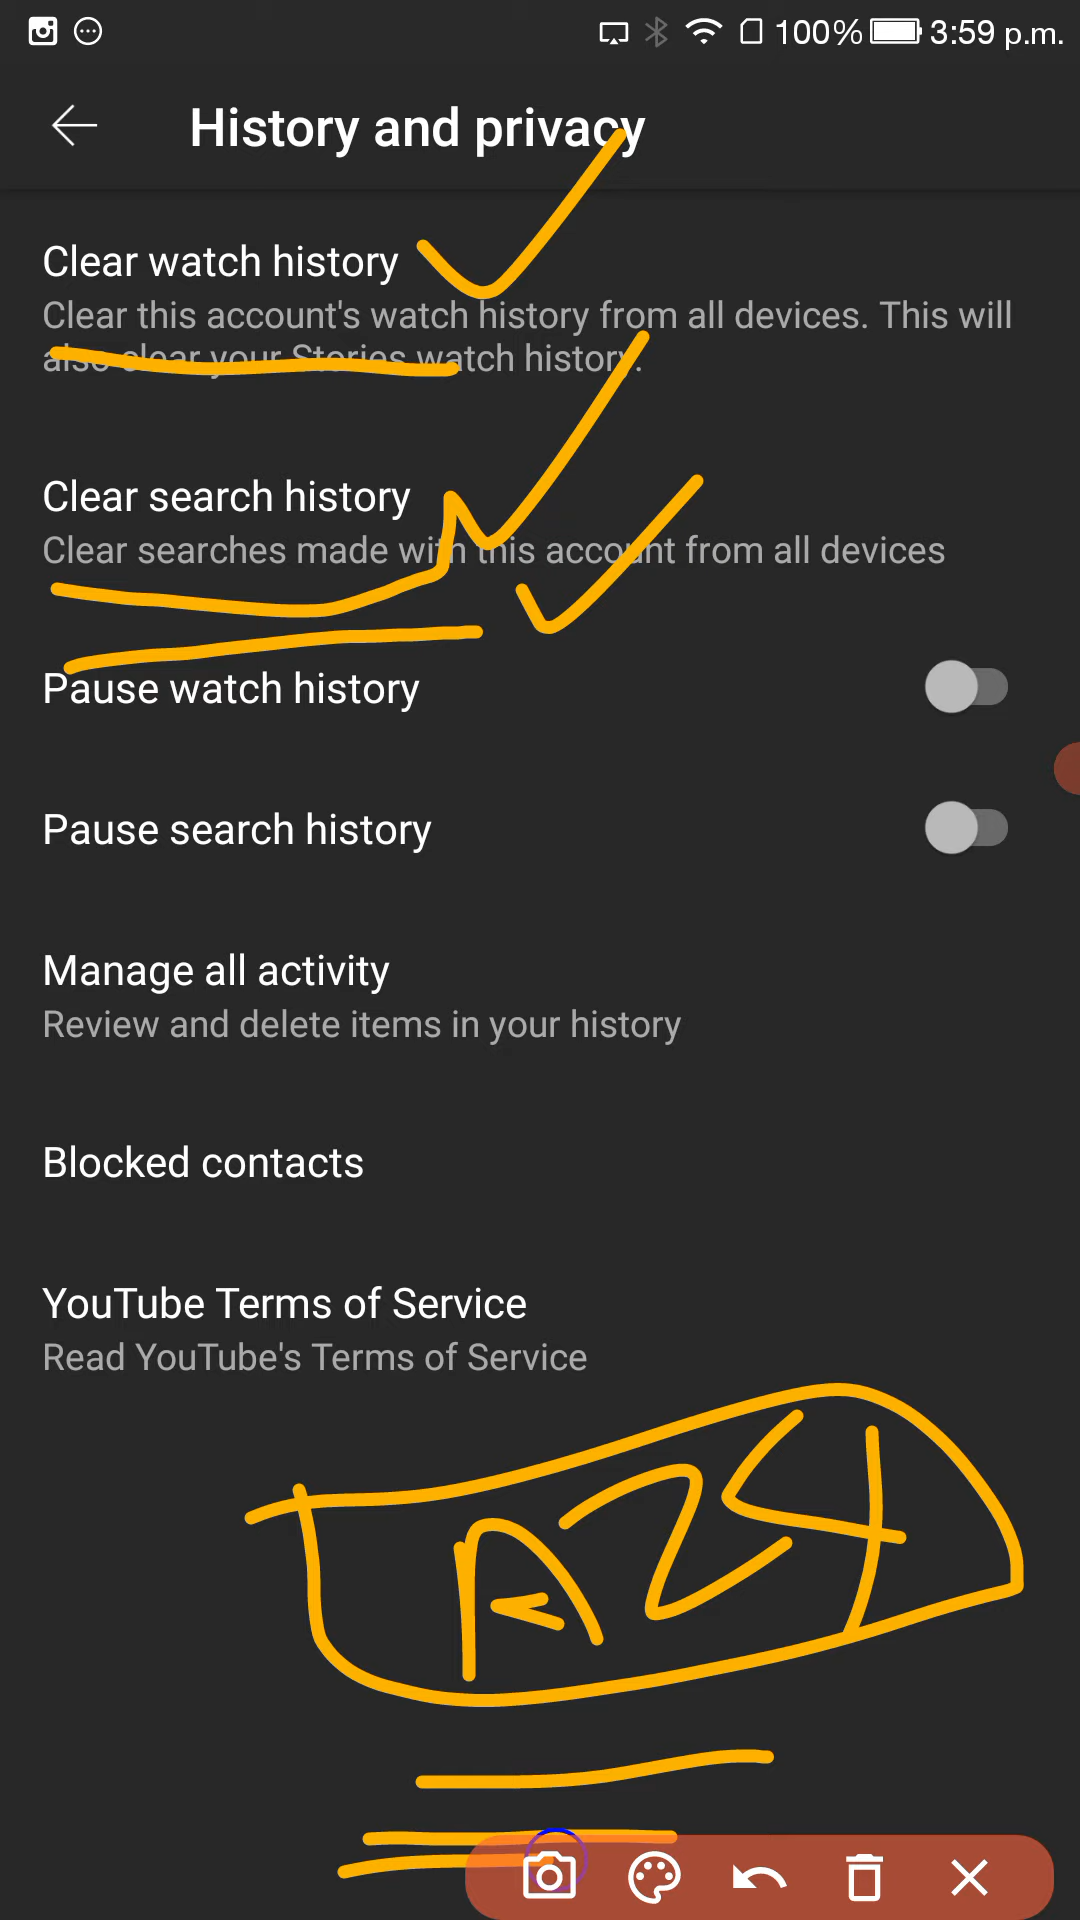 100% 3:59 p.m.
History and privacy
Clear watch history
Clear this account's watch history from all devices. This will
also clear your Stories watch history.
Clear search history
Clear searches made with this account from all devices
Pause watch history
Pause search history
Manage all activity
Review and delete items in your history
Blocked contacts
YouTube Terms of Service
Read YouTube's Terms of Service